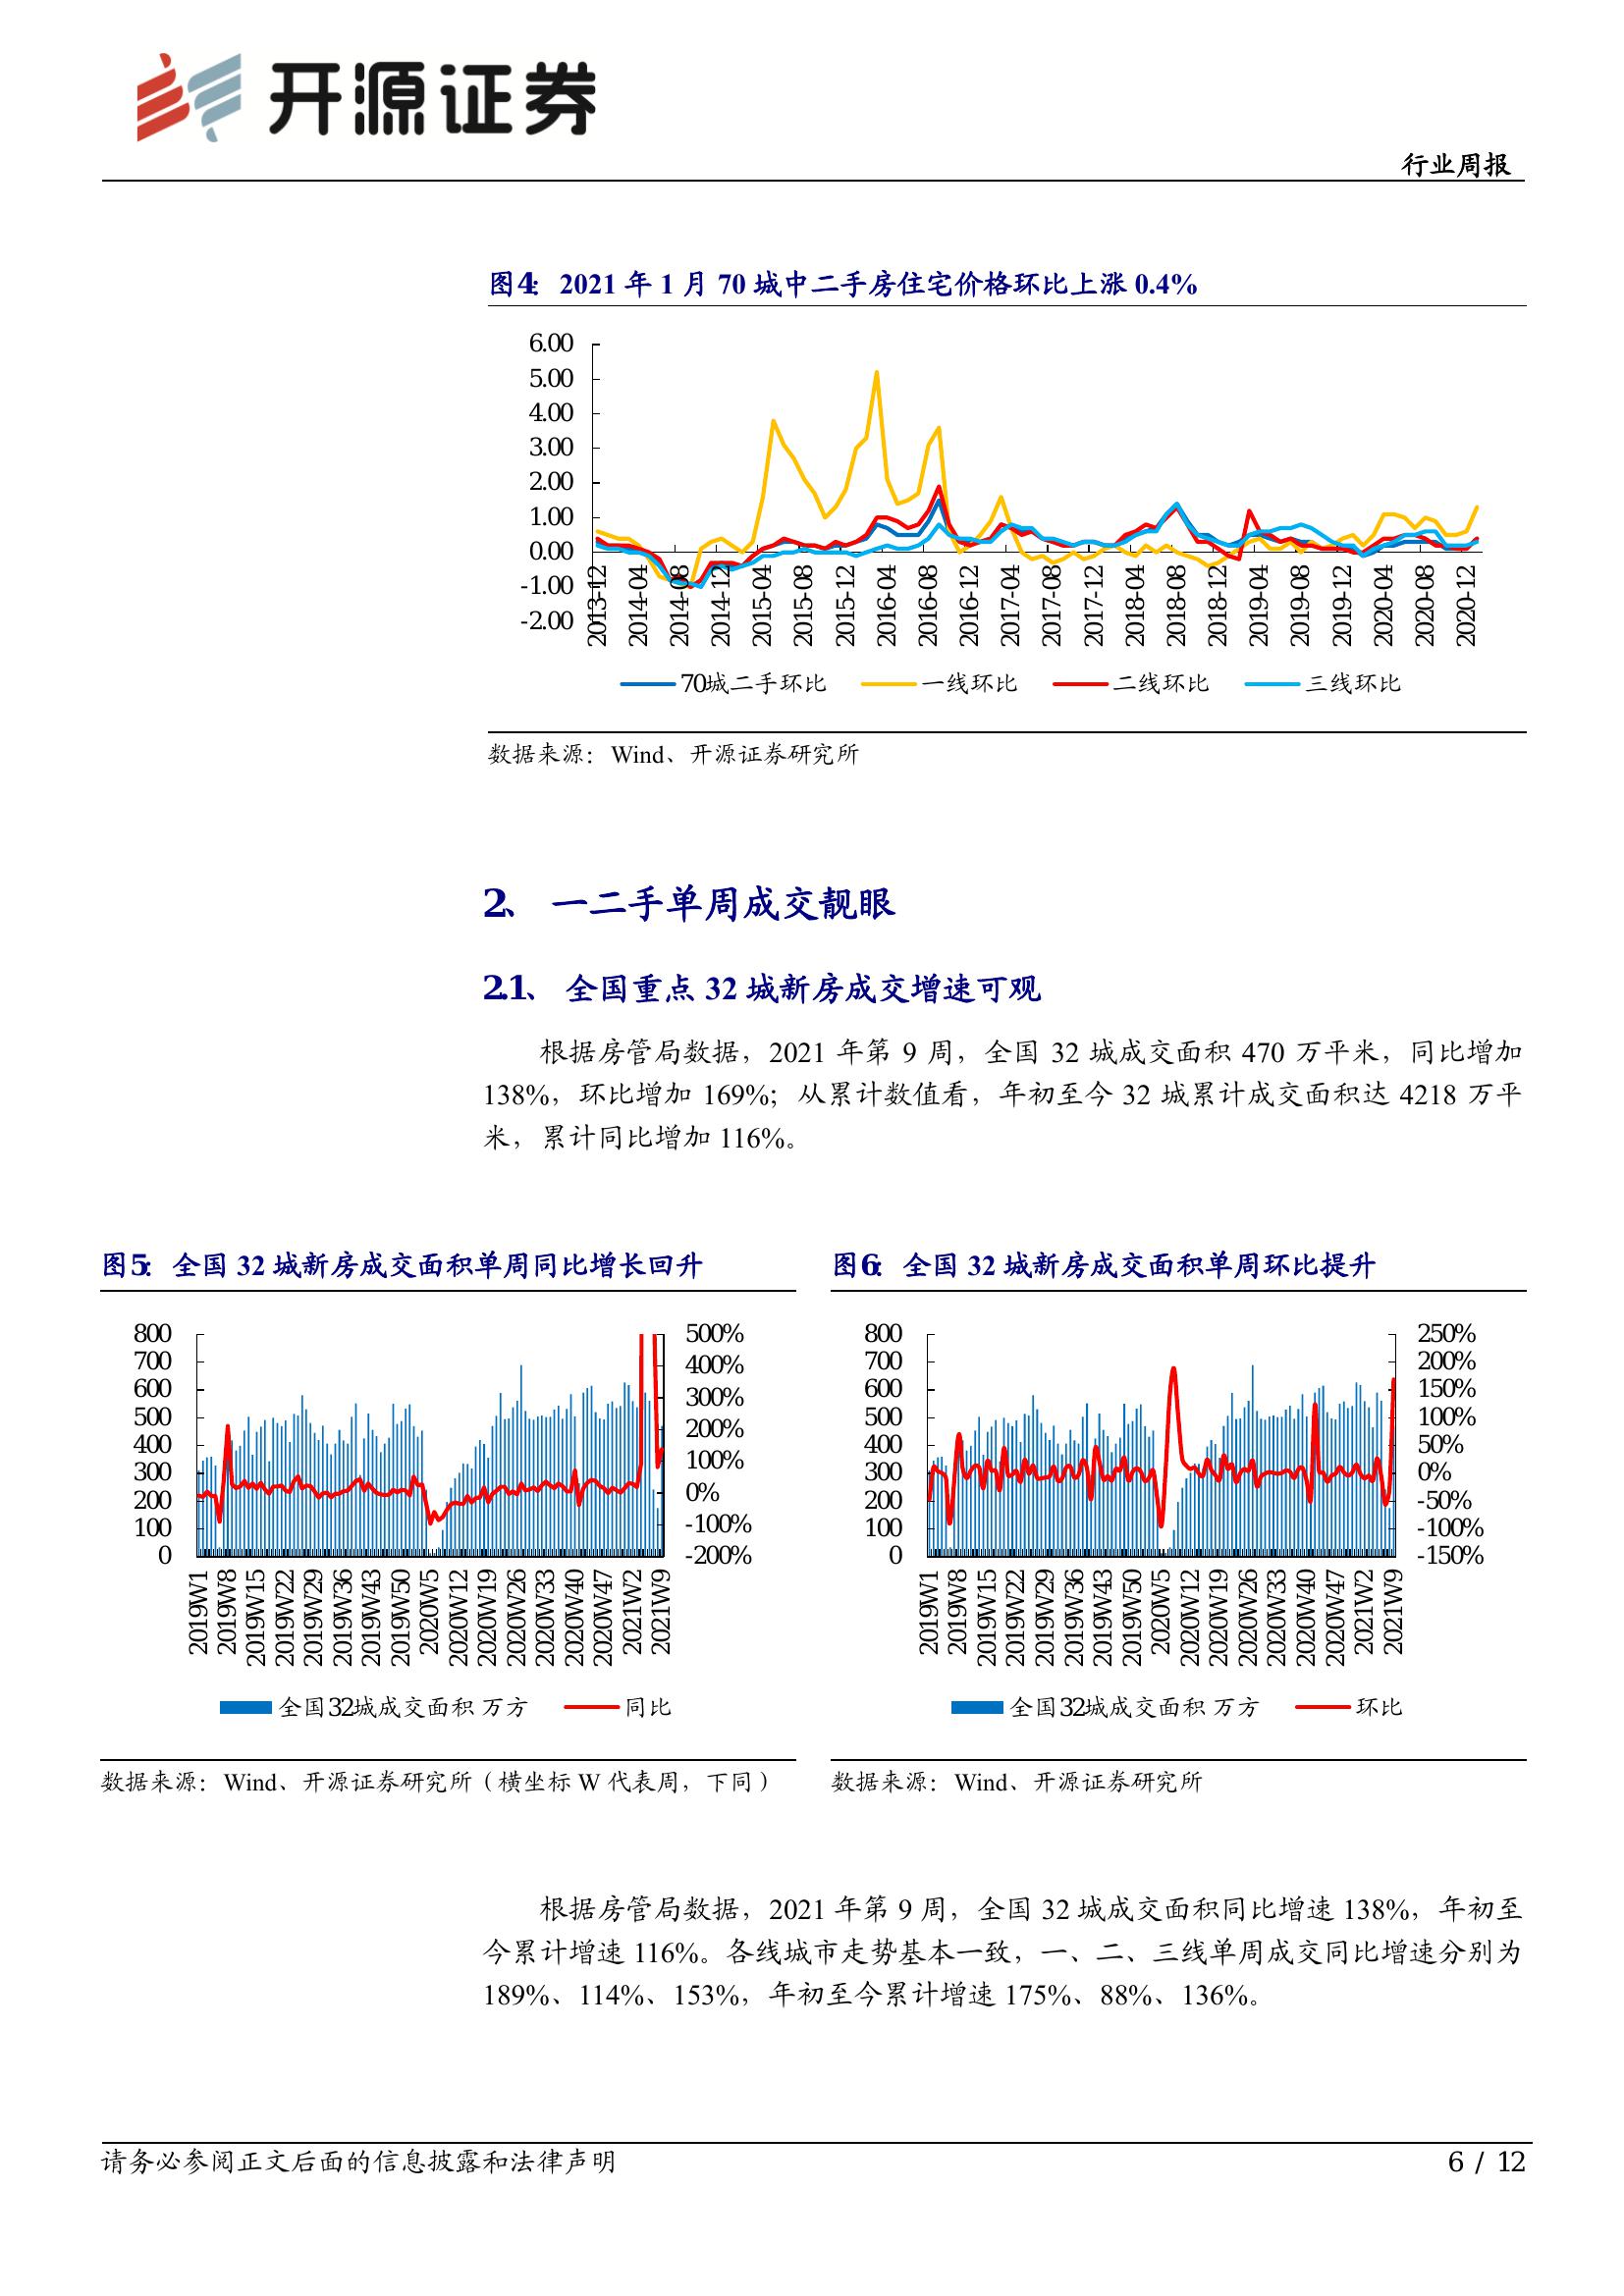 开源证券
行业周报
图4： 2021 年 1 月 70 城中二手房住宅价格环比上涨 0.4%
6.00
5.00
4.00
3.00
2.00
1.00
0.00
-1.00
-2.00
2013-12 2014-04 2014-08 2014-12 2015-04 2015-08 2015-12 2016-04 2016-08 2016-12 2017-04 2017-08 2017-12 2018-04 2018-08 2018-12 2019-04 2019-08 2019-12 2020-04 2020-08 2020-12
70城二手环比 一线环比 二线环比 三线环比
数据来源：Wind、开源证券研究所
2、 一二手单周成交靓眼
2.1、 全国重点 32 城新房成交增速可观
根据房管局数据，2021 年第 9 周，全国 32 城成交面积 470 万平米，同比增加
138%，环比增加 169%；从累计数值看，年初至今 32 城累计成交面积达 4218 万平
米，累计同比增加 116%。
图5： 全国 32 城新房成交面积单周同比增长回升
800 500%
700 400%
600 300%
500 200%
400 100%
300 0%
200 -100%
100 -200%
0
2019W1 2019W8 2019W15 2019W22 2019W29 2019W36 2019W43 2019W50 2020W5 2020W12 2020W19 2020W26 2020W33 2020W40 2020W47 2021W2 2021W9
全国32城成交面积 万方 同比
数据来源：Wind、开源证券研究所（横坐标 W 代表周，下同）
图6： 全国 32 城新房成交面积单周环比提升
800 250%
700 200%
600 150%
500 100%
400 50%
300 0%
200 -50%
100 -100%
0 -150%
2019W1 2019W8 2019W15 2019W22 2019W29 2019W36 2019W43 2019W50 2020W5 2020W12 2020W19 2020W26 2020W33 2020W40 2020W47 2021W2 2021W9
全国32城成交面积 万方 环比
数据来源：Wind、开源证券研究所
根据房管局数据，2021 年第 9 周，全国 32 城成交面积同比增速 138%，年初至
今累计增速 116%。各线城市走势基本一致，一、二、三线单周成交同比增速分别为
189%、114%、153%，年初至今累计增速 175%、88%、136%。
请务必参阅正文后面的信息披露和法律声明
6 / 12